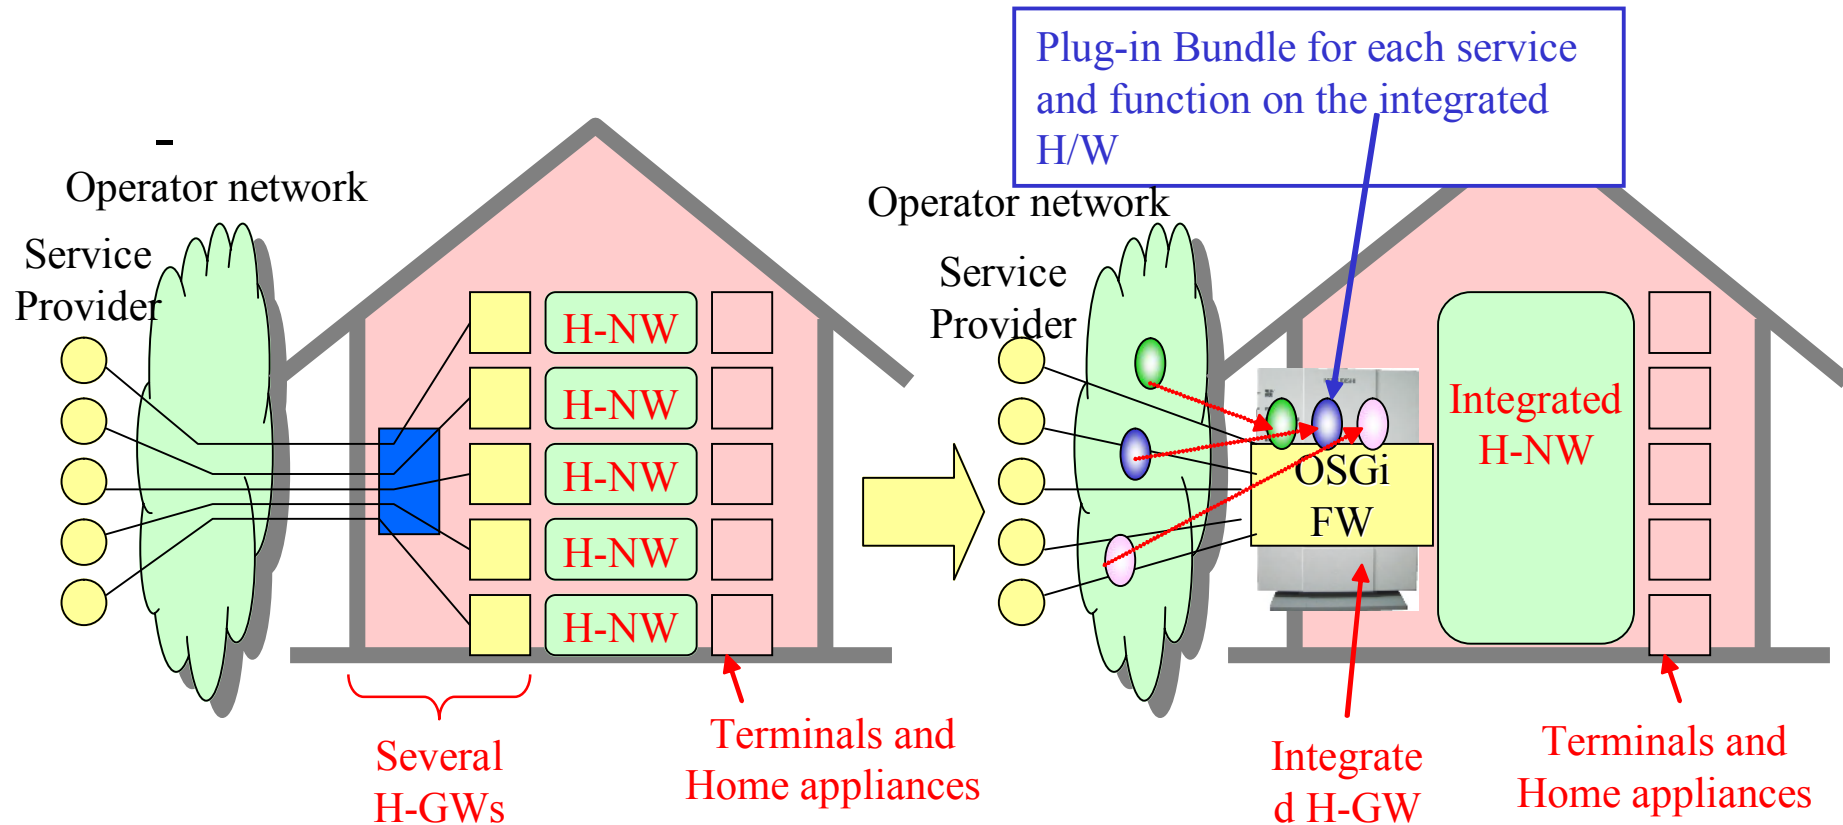 Plug-in Bundle for each service
and function on the integrated
H/W
-
Operator network
Service
Provider
H-NW
H-NW
H-NW
H-NW
H-NW
Several
H-GWs
Terminals and
Home appliances
Operator network
Service
Provider
OSGi
FW
Integrated
H-NW
Integrate
d H-GW
Terminals and
Home appliances